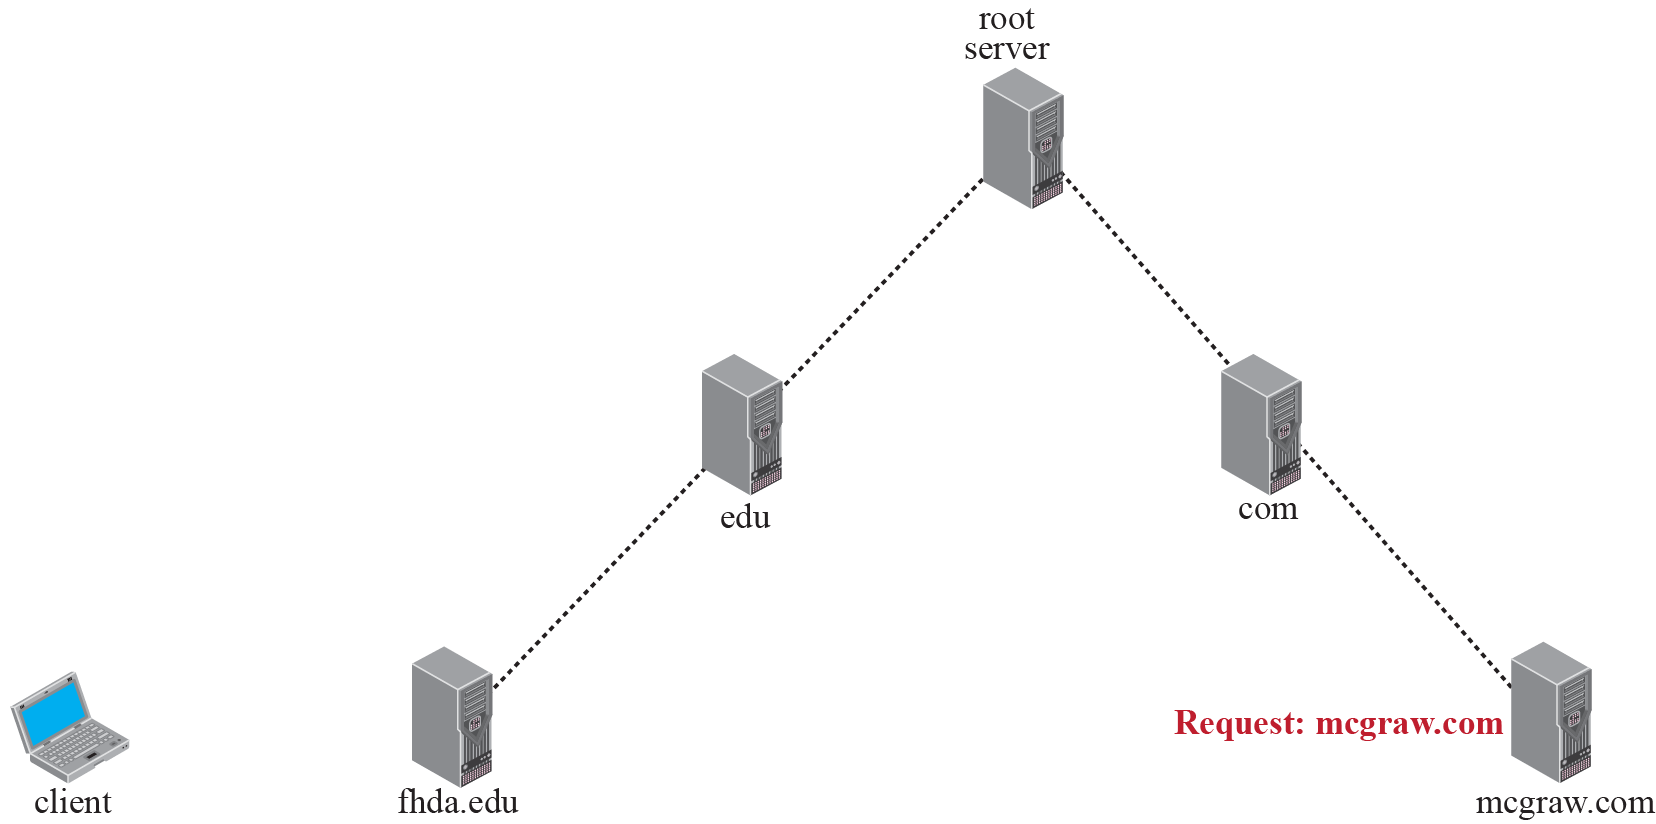 root
server
edu
com
Request: mcgraw.com
client
fhda.edu
mcgraw.com